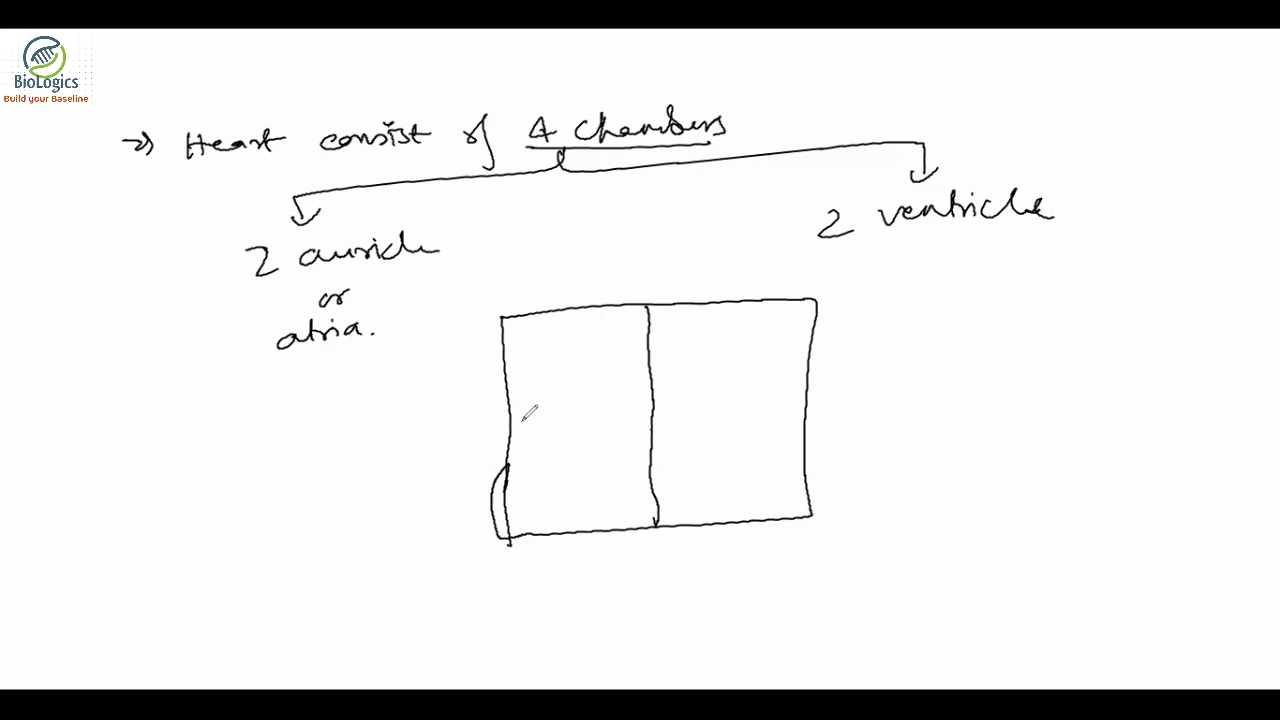 BioLogics
Build your Baseline
Heart consist of 4 Chambers
2 auricle
or
atria.
2 ventricle